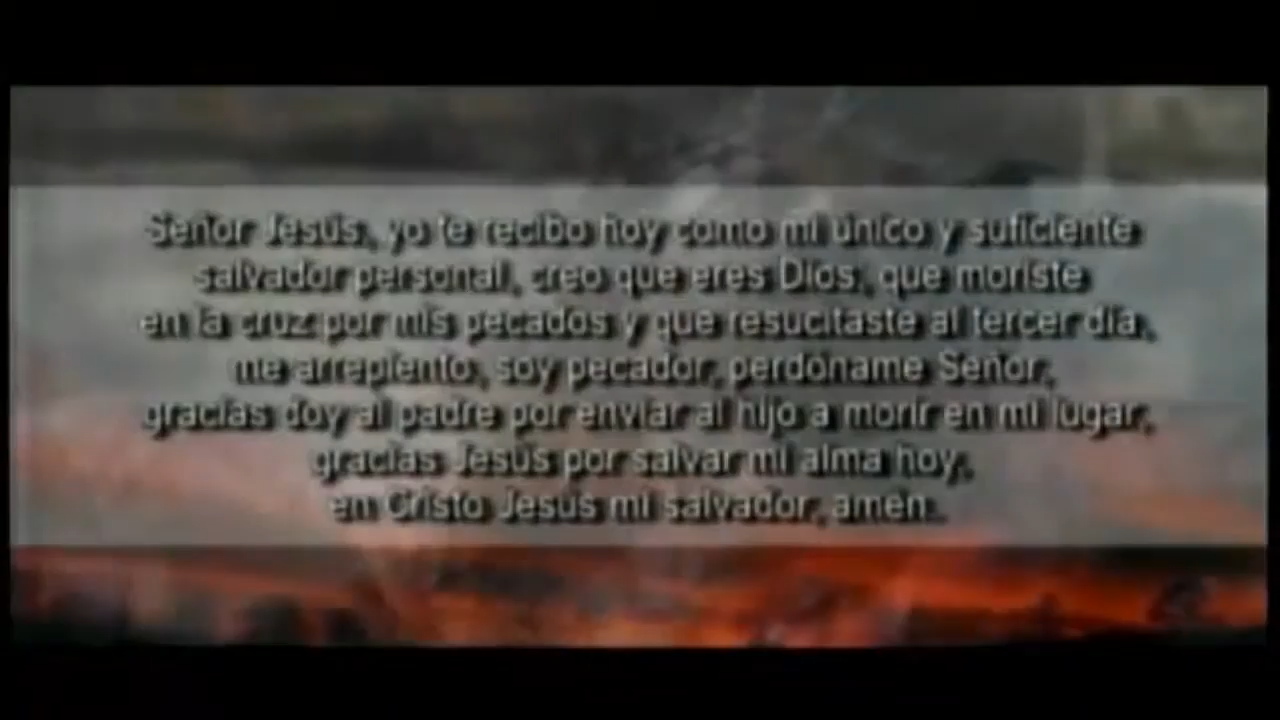 Señor Jesús, yo te recibo hoy como mi único y suficiente
salvador personal, creo que eres Dios, que moriste
en la cruz por mis pecados y que resucitaste al tercer día,
me arrepiento, soy pecador, perdóname Señor,
gracias doy al padre por enviar al hijo a morir en mi lugar,
gracias Jesús por salvar mi alma hoy,
en Cristo Jesús mi salvador, amén.